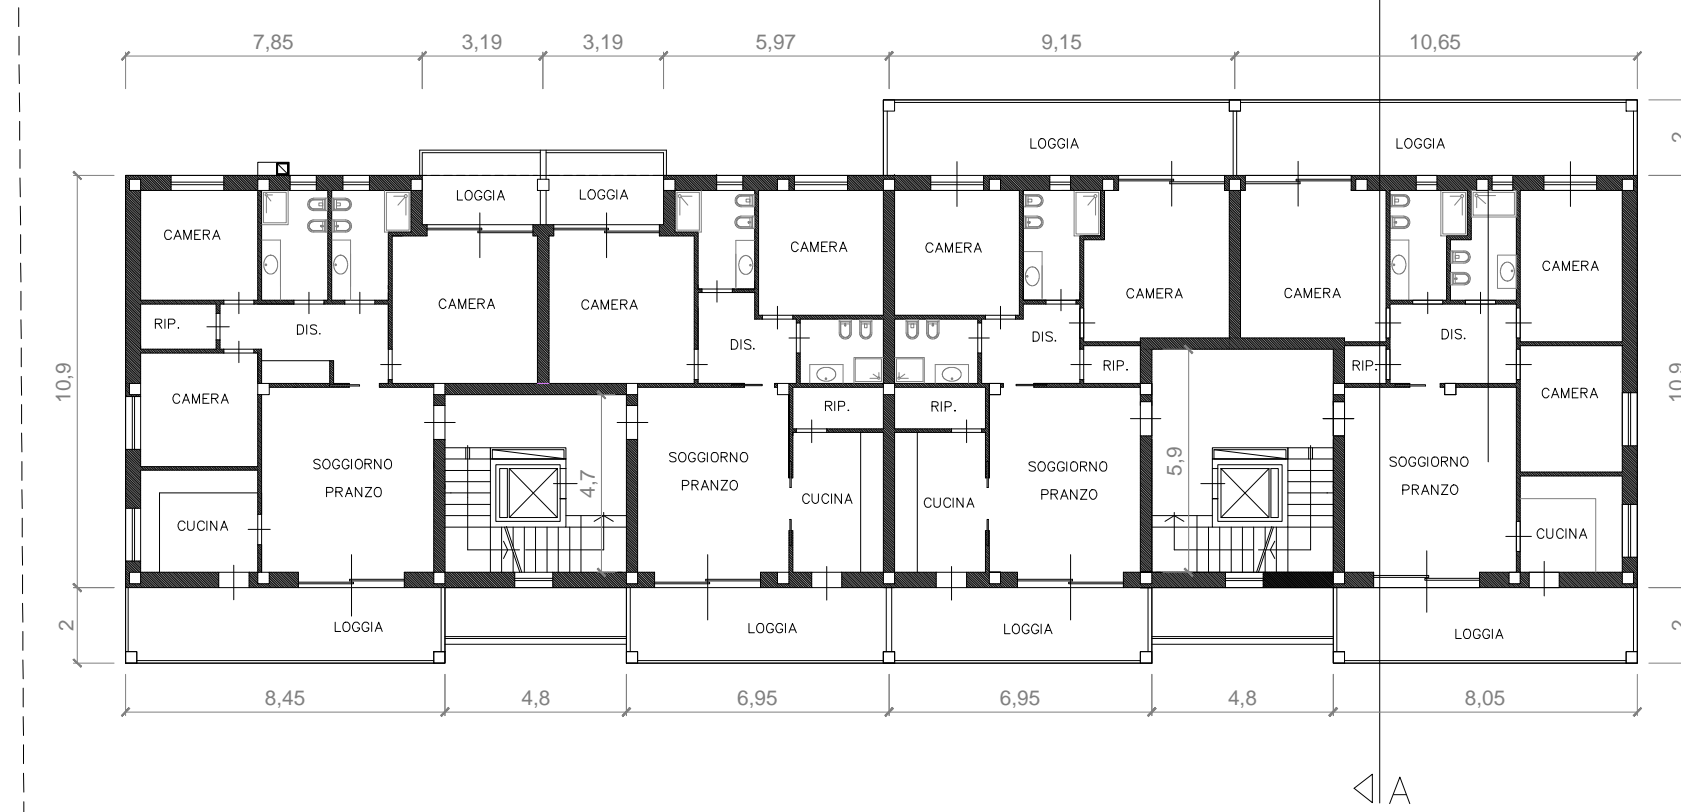 7,85 3,19 3,19 5,97 9,15 10,65
2
LOGGIA LOGGIA
LOGGIA LOGGIA
CAMERA CAMERA CAMERA
CAMERA
CAMERA CAMERA CAMERA CAMERA
RIP. DIS. DIS. DIS. DIS.
RIP. RIP.
10,9 10,9
CAMERA CAMERA
RIP. RIP.
SOGGIORNO
PRANZO
SOGGIORNO
PRANZO
SOGGIORNO
PRANZO
SOGGIORNO
PRANZO
4,7 5,9
CUCINA CUCINA CUCINA CUCINA
2 LOGGIA LOGGIA LOGGIA LOGGIA 2
8,45 4,8 6,95 6,95 4,8 8,05
A